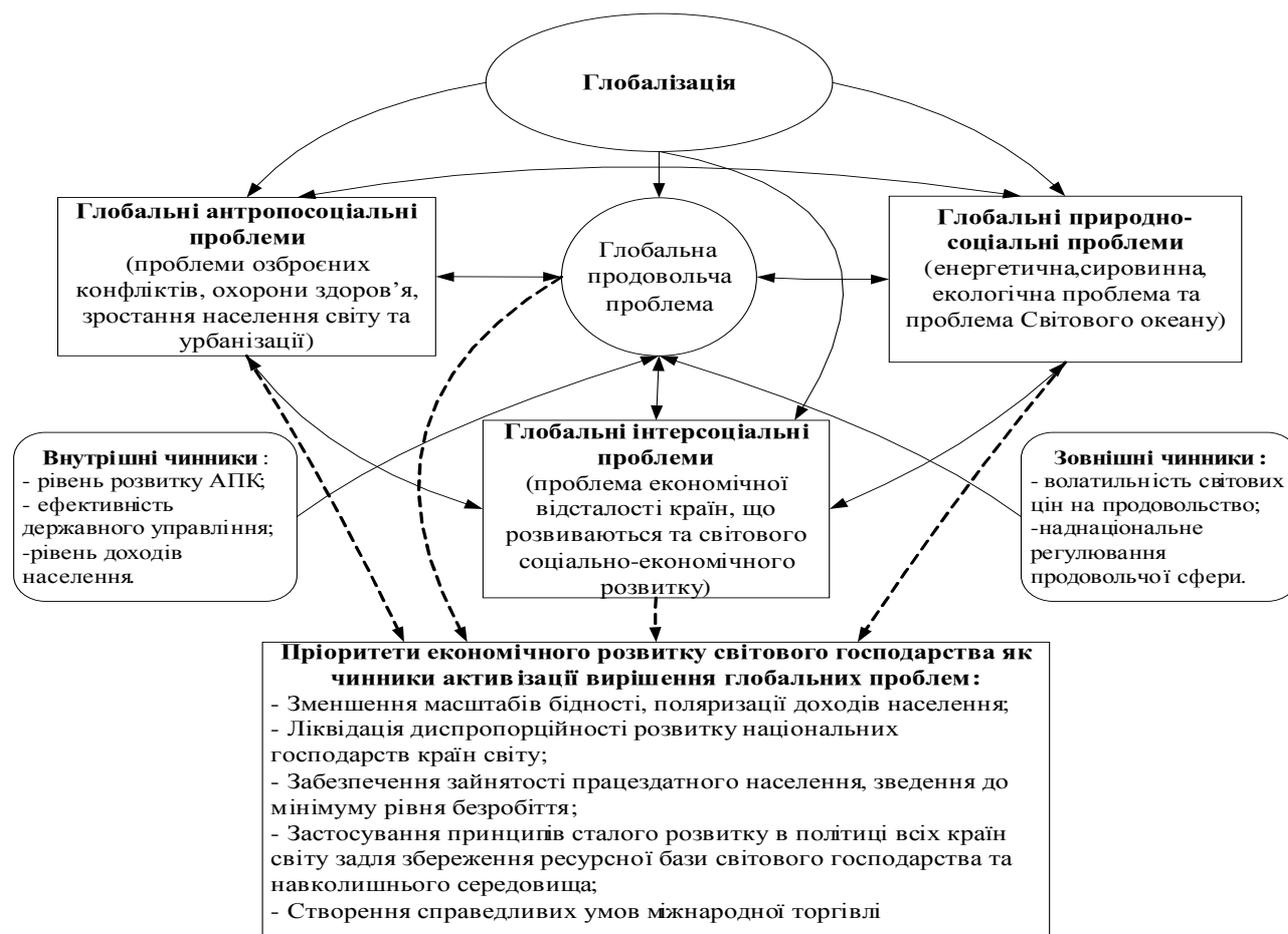 Глобалізація
Глобальні антропосоціальні
проблеми
(проблеми озброєних
конфліктів, охорони здоров’я,
зростання населення світу та
урбанізації)
Глобальна
продовольча
проблема
Глобальні природно-
соціальні проблеми
(енергетична,сировинна,
екологічна проблема та
проблема Світового океану)
Внутрішні чинники :
- рівень розвитку АПК;
- ефективність
державного управління;
-рівень доходів
населення.
Глобальні інтерсоціальні
проблеми
(проблема економічної
відсталості країн, що
розвиваються та світового
соціально-економічного
розвитку)
Зовнішні чинники :
- волатильність світових
цін на продовольство;
-наднаціональне
регулювання
продовольчої сфери.
Пріоритети економічного розвитку світового господарства як
чинники активізації вирішення глобальних проблем:
- Зменшення масштабів бідності, поляризації доходів населення;
- Ліквідація диспропорційності розвитку національних
господарств країн світу;
- Забезпечення зайнятості працездатного населення, зведення до
мінімуму рівня безробіття;
- Застосування принципів сталого розвитку в політиці всіх країн
світу задля збереження ресурсної бази світового господарства та
навколишнього середовища;
- Створення справедливих умов міжнародної торгівлі